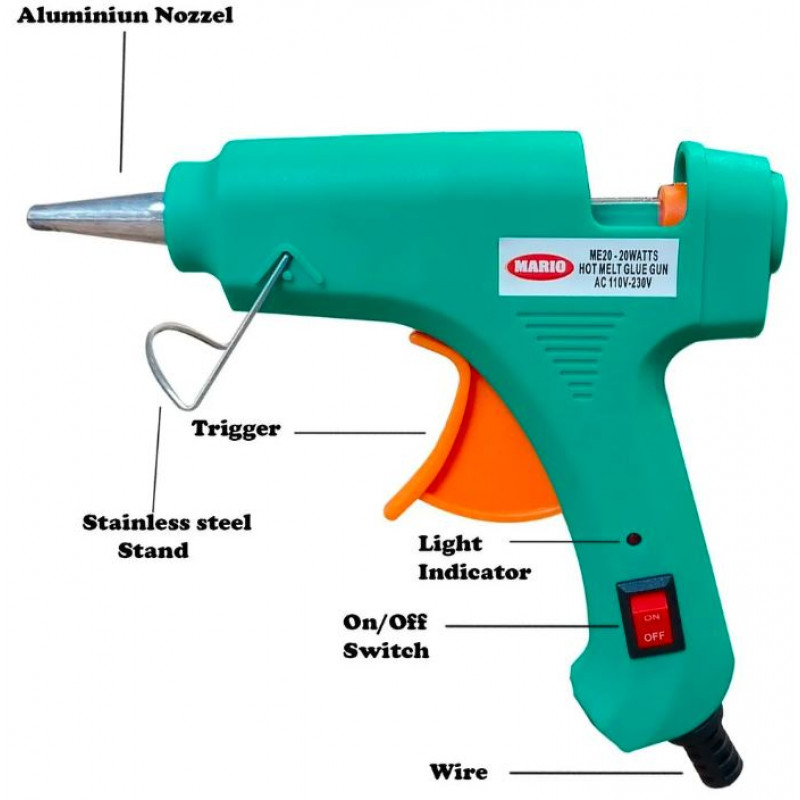 Aluminiun Nozzel
MARIO
ME20 - 20WATTS
HOT MELT GLUE GUN
AC 110V-230V
Trigger
Stainless steel
Stand
Light
Indicator
On/Off
Switch
ON
OFF
Wire